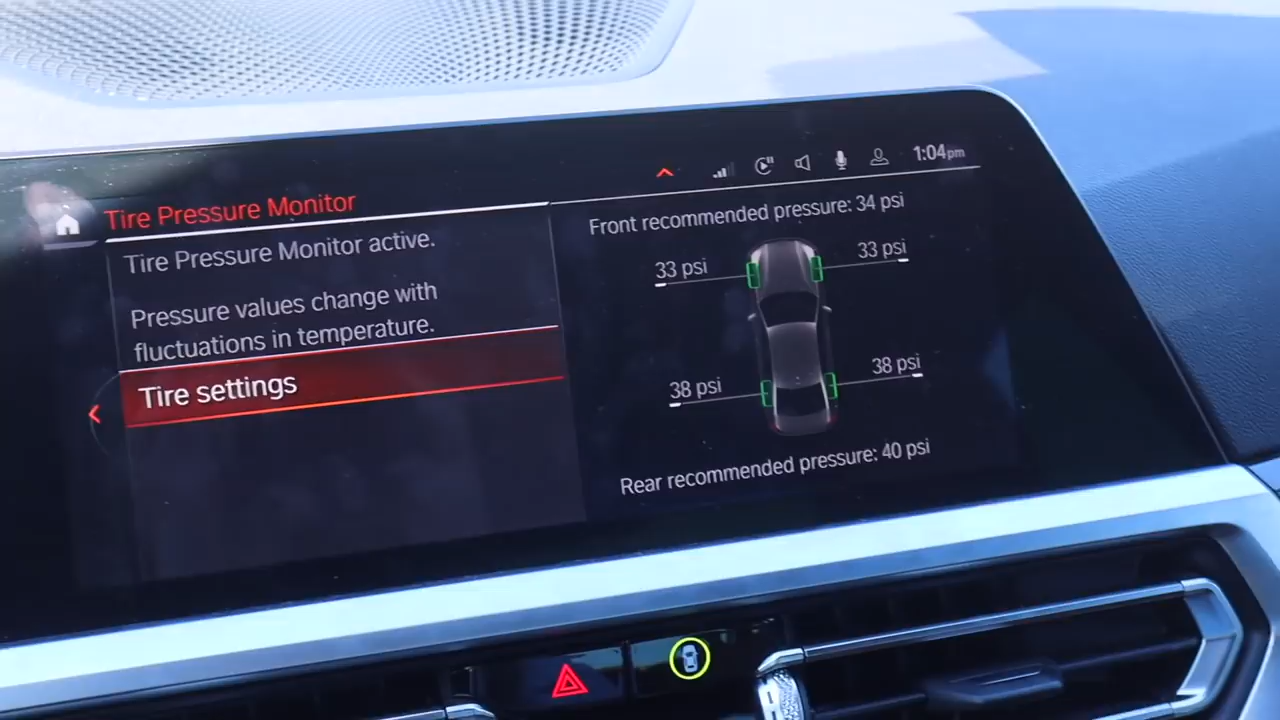 1:04pm
Tire Pressure Monitor
Tire Pressure Monitor active.
Pressure values change with
fluctuations in temperature.
Tire settings
Front recommended pressure: 34 psi
33 psi
33 psi
38 psi
38 psi
Rear recommended pressure: 40 psi